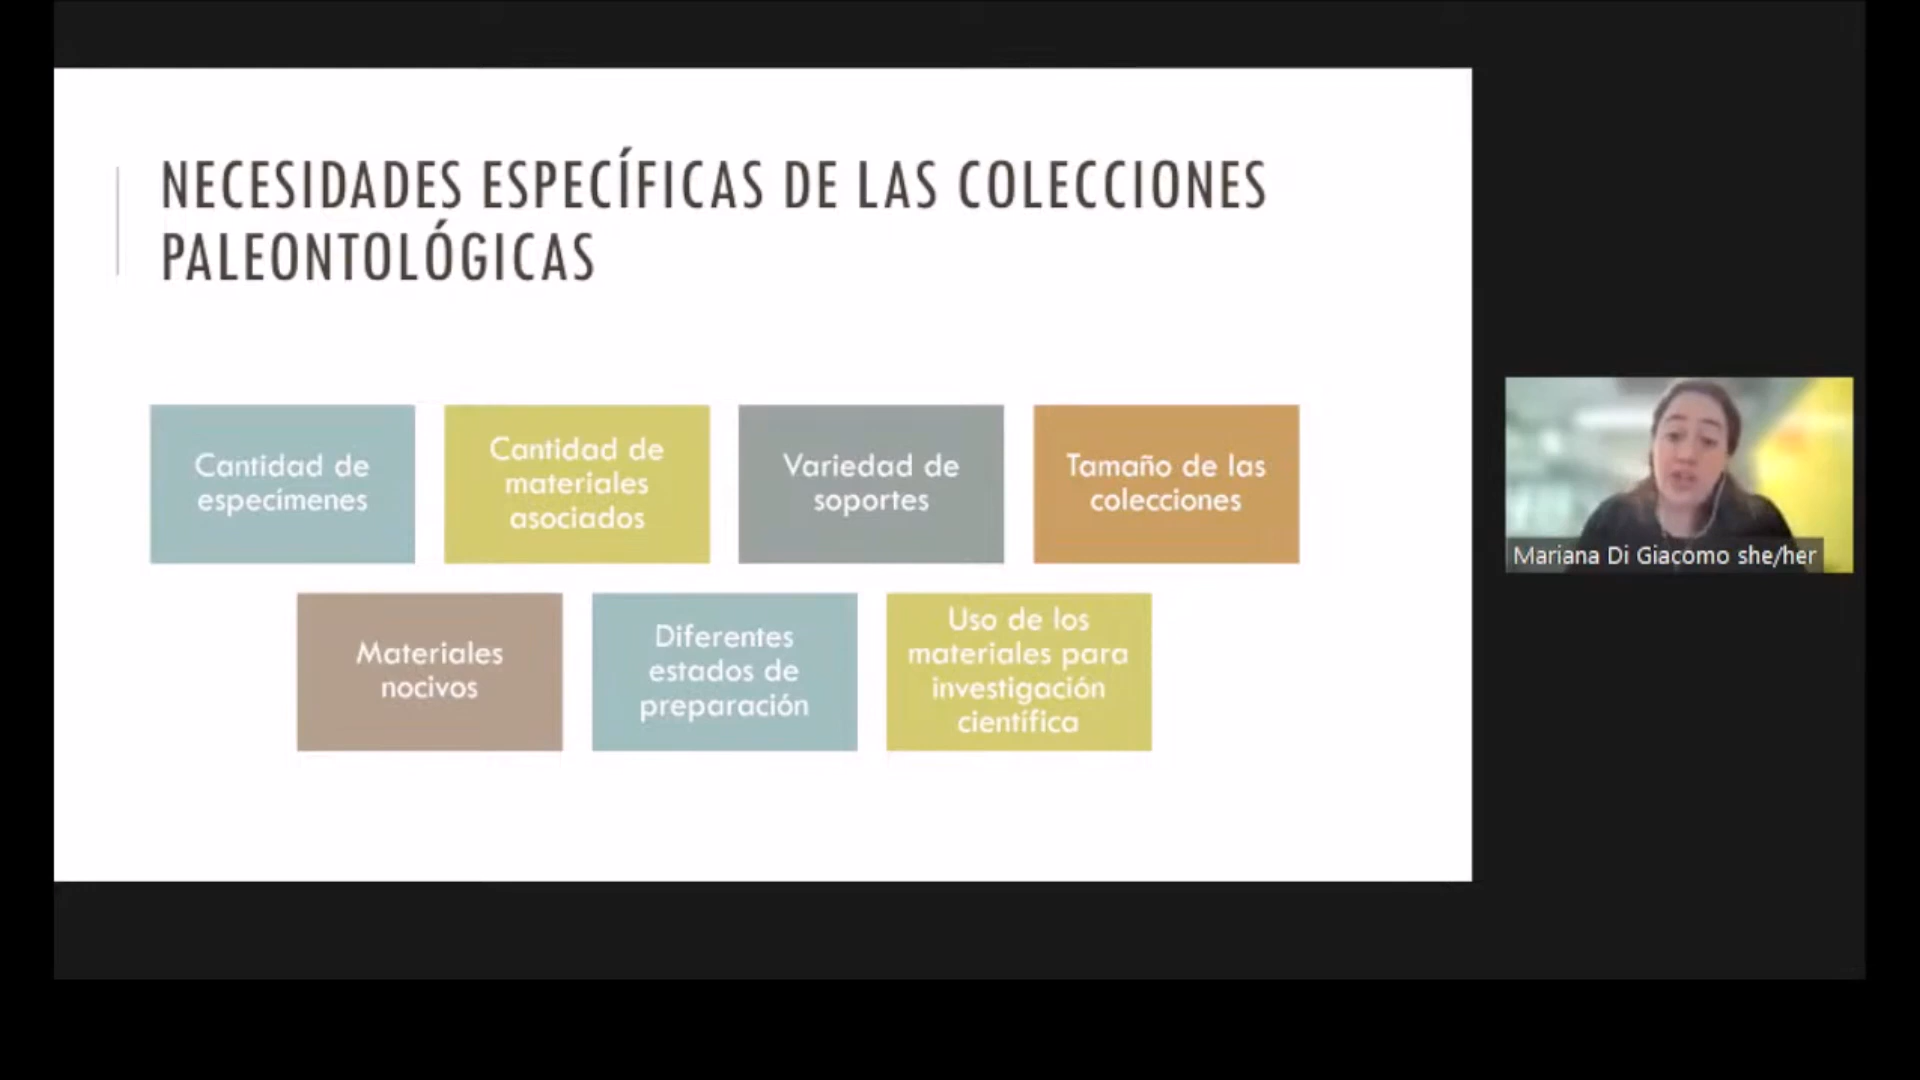 NECESIDADES ESPECÍFICAS DE LAS COLECCIONES
PALEONTOLÓGICAS
Cantidad de
especímenes
Cantidad de
materiales
asociados
Variedad de
soportes
Tamaño de las
colecciones
Materiales
nocivos
Diferentes
estados de
preparación
Uso de los
materiales para
investigación
científica
Mariana Di Giacomo she/her